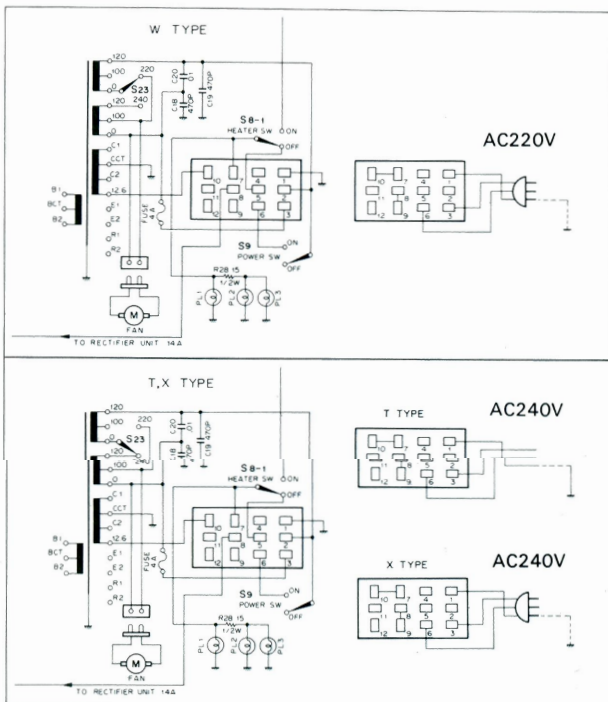 W TYPE
120
100
0
S23
220
240
120
100
0
C1
CCT
C2
12.6
B1
BCT
B2
E1
E2
R1
R2
FUSE
4A
C20
.01
C18
470P
C19 470P
S8-1
HEATER SW
ON
OFF
10 7 4 1
11 8 5 2
12 9 6 3
S9
POWER SW
ON
OFF
R28 15
1/2W
PL1
PL2
PL3
M
FAN
TO RECTIFIER UNIT 14A
AC220V
10 7 4 1
11 8 5 2
12 9 6 3
T,X TYPE
120
100
0
S23
220
240
120
100
0
C1
CCT
C2
12.6
B1
BCT
B2
E1
E2
R1
R2
FUSE
4A
C20
.01
C18
470P
C19 470P
S8-1
HEATER SW
ON
OFF
10 7 4 1
11 8 5 2
12 9 6 3
S9
POWER SW
ON
OFF
R28 15
1/2W
PL1
PL2
PL3
M
FAN
TO RECTIFIER UNIT 14A
T TYPE
AC240V
10 7 4 1
11 8 5 2
12 9 6 3
X TYPE
AC240V
10 7 4 1
11 8 5 2
12 9 6 3